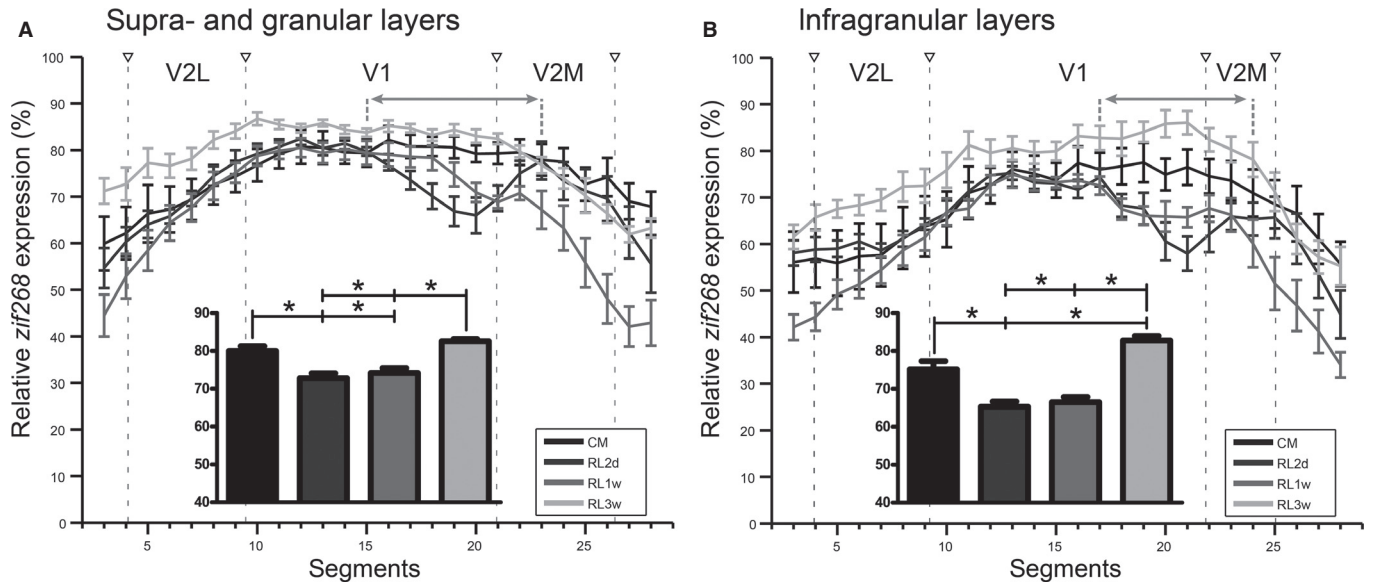 A Supra- and granular layers
Relative zif268 expression (%)
100
90
80
70
60
50
40
30
20
10
0
V2L V1 V2M
* *
* *
90
80
70
60
50
40
CM
RL2d
RL1w
RL3w
5 10 15 20 25
Segments
B Infragranular layers
Relative zif268 expression (%)
100
90
80
70
60
50
40
30
20
10
0
V2L V1 V2M
* *
* *
90
80
70
60
50
40
CM
RL2d
RL1w
RL3w
5 10 15 20 25
Segments